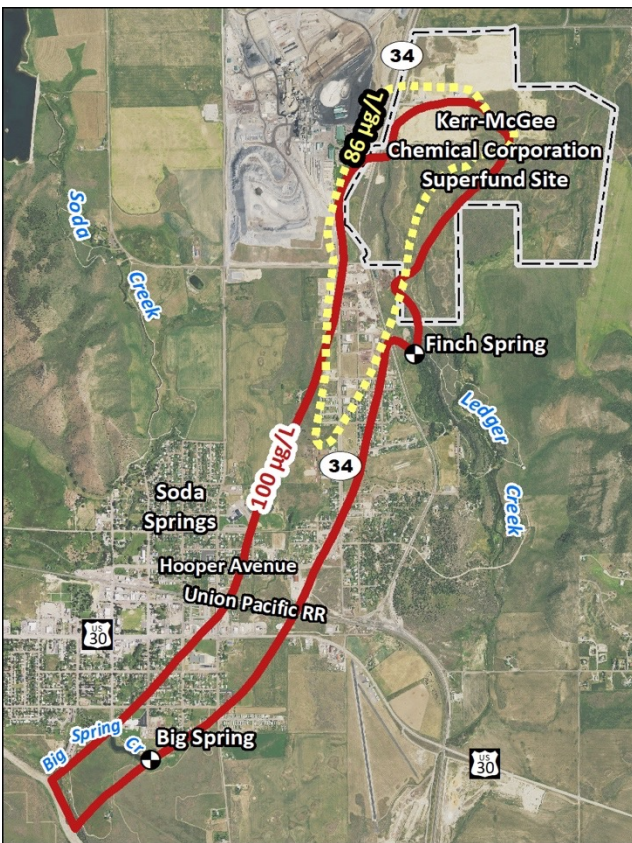 34
86 µg/L
Kerr-McGee
Chemical Corporation
Superfund Site
Soda
Creek
Finch Spring
Ledger
Creek
100 µg/L
34
Soda
Springs
Hooper Avenue
Union Pacific RR
US
30
Big Spring Cr
Big Spring
US
30